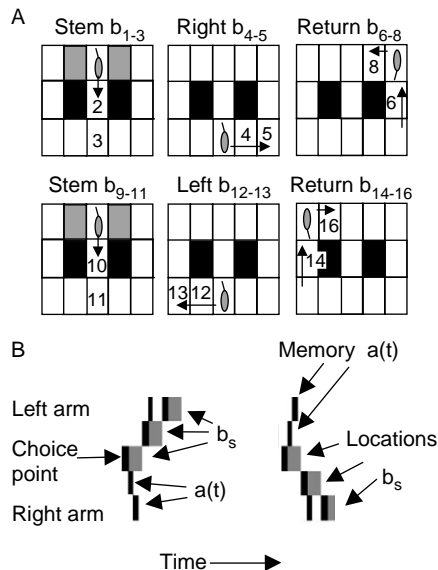 A
Stem b1-3
Right b4-5
Return b6-8
2
3
4 5
8
6
Stem b9-11
Left b12-13
Return b14-16
10
11
13 12
16
14
B
Memory a(t)
Left arm
bs
Choice point
Locations
a(t)
bs
Right arm
Time